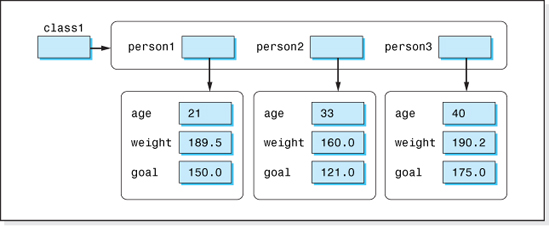 class1
person1 person2 person3
age 21
weight 189.5
goal 150.0
age 33
weight 160.0
goal 121.0
age 40
weight 190.2
goal 175.0